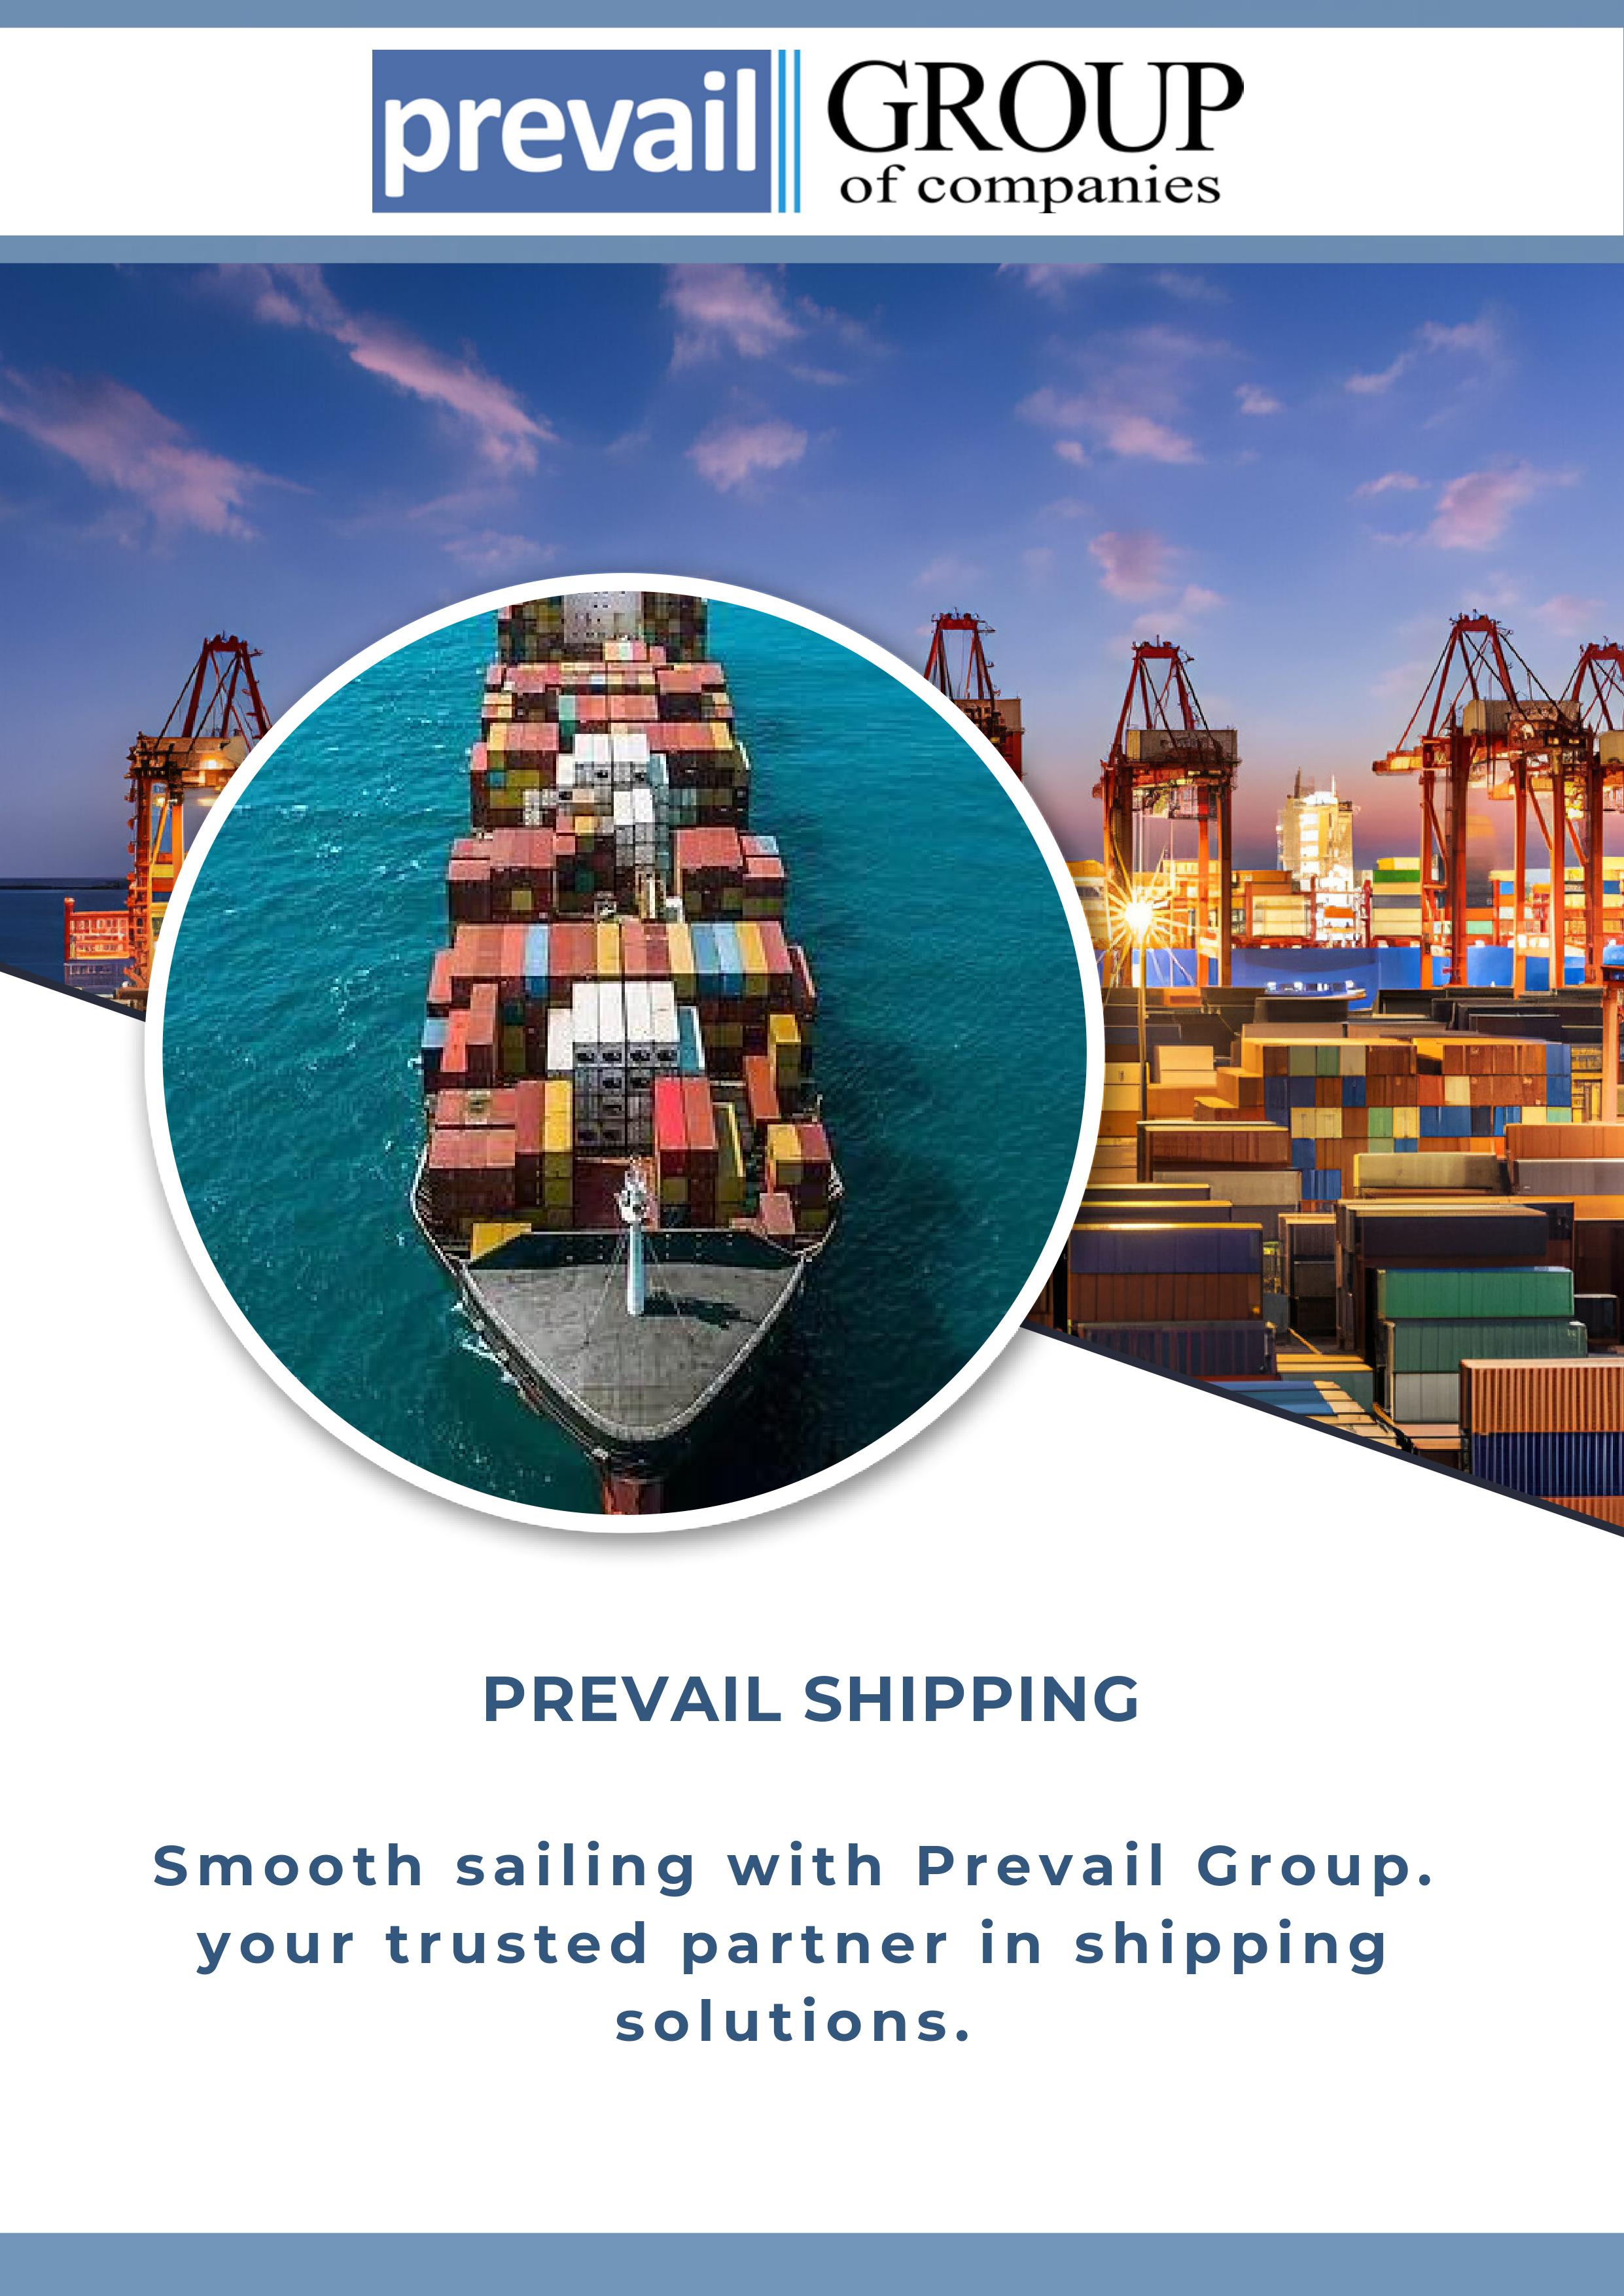 prevail
GROUP
of companies
PREVAIL SHIPPING
Smooth sailing with Prevail Group.
your trusted partner in shipping
solutions.